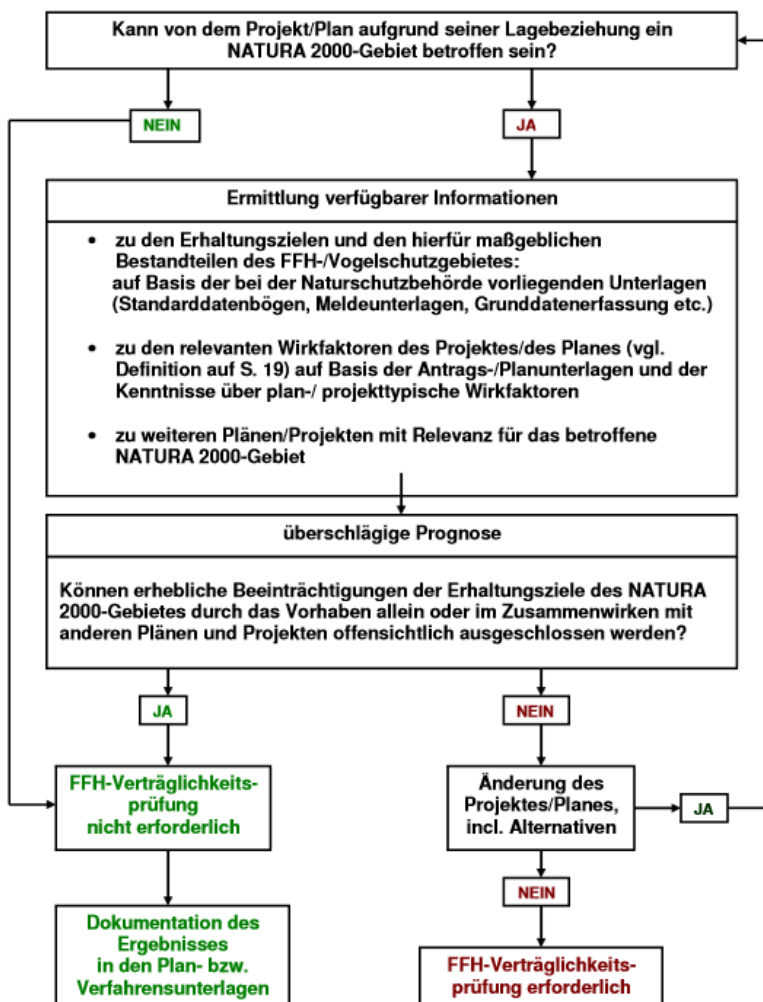 Kann von dem Projekt/Plan aufgrund seiner Lagebeziehung ein
NATURA 2000-Gebiet betroffen sein?
NEIN
JA
Ermittlung verfügbarer Informationen
• zu den Erhaltungszielen und den hierfür maßgeblichen
Bestandteilen des FFH-/Vogelschutzgebietes:
auf Basis der bei der Naturschutzbehörde vorliegenden Unterlagen
(Standarddatenbögen, Meldeunterlagen, Grunddatenerfassung etc.)
• zu den relevanten Wirkfaktoren des Projektes/des Planes (vgl.
Definition auf S. 19) auf Basis der Antrags-/Planunterlagen und der
Kenntnisse über plan-/ projekttypische Wirkfaktoren
• zu weiteren Plänen/Projekten mit Relevanz für das betroffene
NATURA 2000-Gebiet
überschlägige Prognose
Können erhebliche Beeinträchtigungen der Erhaltungsziele des NATURA
2000-Gebietes durch das Vorhaben allein oder im Zusammenwirken mit
anderen Plänen und Projekten offensichtlich ausgeschlossen werden?
JA
NEIN
FFH-Verträglichkeits-
prüfung
nicht erforderlich
Änderung des
Projektes/Planes,
incl. Alternativen
JA
NEIN
Dokumentation des
Ergebnisses
in den Plan- bzw.
Verfahrensunterlagen
FFH-Verträglichkeits-
prüfung erforderlich